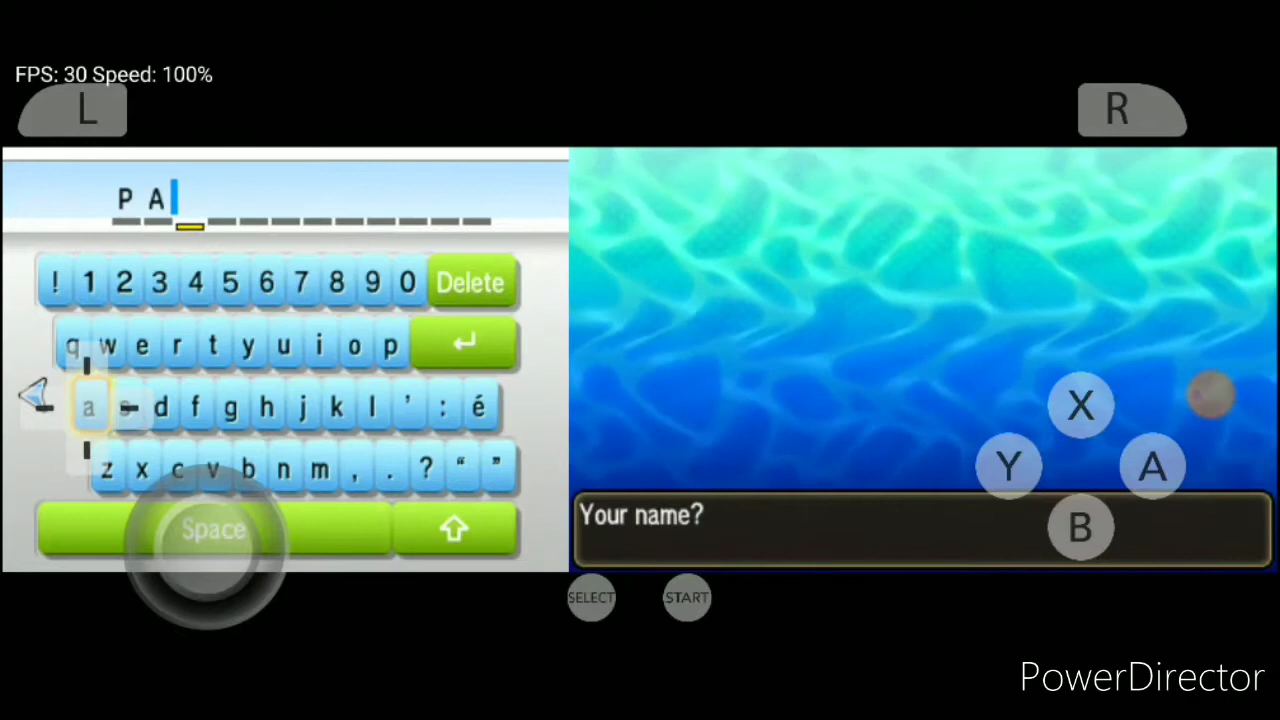 FPS: 30 Speed: 100%
L
R
P A
! 1 2 3 4 5 6 7 8 9 0 Delete
q w e r t y u i o p
a s d f g h j k l ' : é
z x c v b n m , . ? “ ”
Space
Your name?
X
Y
A
B
SELECT
START
PowerDirector